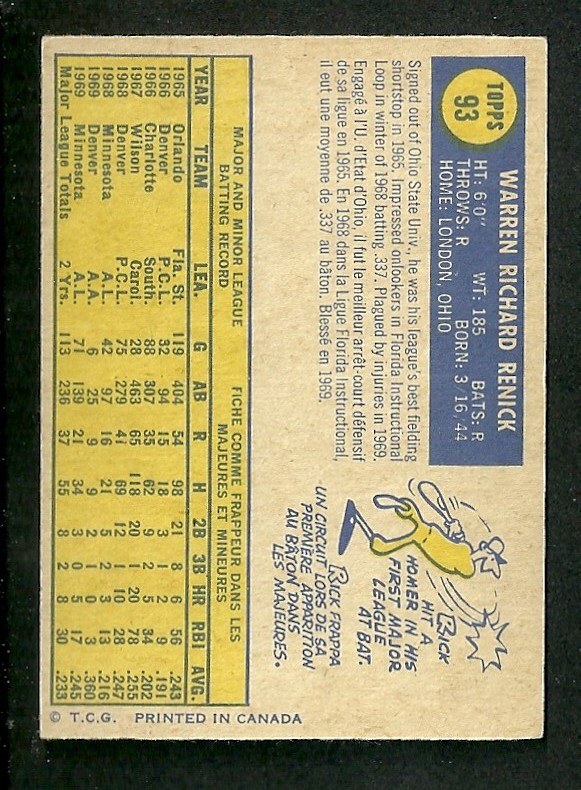 TOPPS
93
WARREN RICHARD RENICK
HT: 6'0" WT: 185 BATS: R
THROWS: R BORN: 3/16/44
HOME: LONDON, OHIO
Signed out of Ohio State Univ., he was his league's best fielding
shortstop in 1965. Impressed onlookers in Florida Instructional
Loop in winter of 1968 batting .337. Plagued by injuries in 1969.
Engagé à l'U. d'Etat d'Ohio, il fut le meilleur arrêt-court défensif
de sa ligue en 1965. En 1968 dans la Ligue Florida Instructional,
il eut une moyenne de .337 au bâton. Blessé en 1969.
RICK
HIT A
HOMER IN HIS
FIRST MAJOR
LEAGUE
AT BAT.
RICK FRAPPA
UN CIRCUIT LORS DE SA
PREMIÈRE APPARITION
AU BÂTON DANS
LES MAJEURES.
MAJOR AND MINOR LEAGUE
BATTING RECORD
FICHE COMME FRAPPEUR DANS LES
MAJEURES ET MINEURES
YEAR TEAM LEA. G AB R H 2B 3B HR RBI AVG.
1965 Orlando Fla. St. 119 404 54 98 21 8 6 56 .243
1966 Denver P.C.L. 32 94 15 18 3 1 2 9 .191
1966 Charlotte South. 88 307 35 62 9 2 5 34 .202
1967 Wilson Carol. 28 463 65 118 20 1 20 78 .255
1968 Denver P.C.L. 75 279 41 69 12 1 10 28 .247
1968 Minnesota A.L. 42 97 16 21 5 2 3 13 .216
1969 Denver A.A. 6 25 9 9 2 1 0 3 .360
1969 Minnesota A.L. 71 139 21 34 3 0 5 17 .245
Major League Totals 2 Yrs. 113 236 37 55 8 2 8 30 .233
© T.C.G. PRINTED IN CANADA